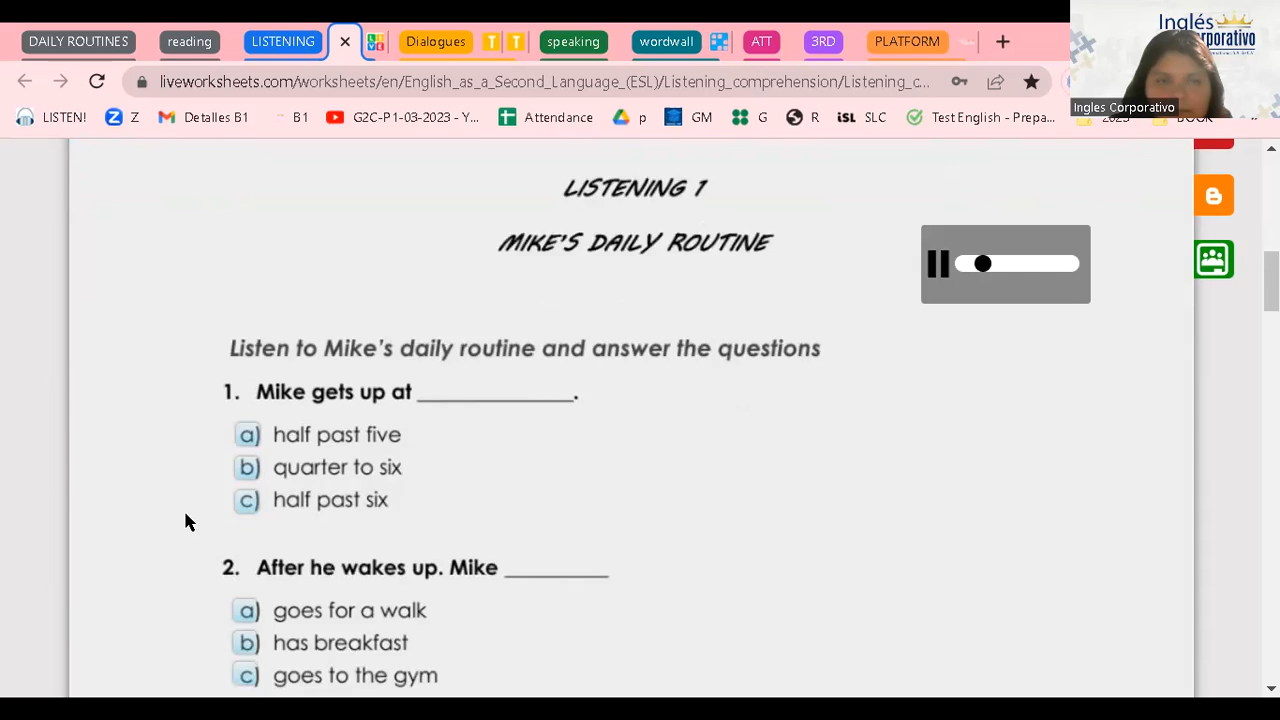 DAILY ROUTINES reading LISTENING Dialogues T T speaking wordwall ATT 3RD PLATFORM
Inglés
Corporativo
liveworksheets.com/worksheets/en/English_as_a_Second_Language_(ESL)/Listening_comprehension/Listening_c...
Ingles Corporativo
LISTEN! Z Detalles B1 B1 G2C-P1-03-2023 - Y... Attendance p GM G R iSL SLC Test English - Prepa... 2023 BOOK
LISTENING 1
MIKE'S DAILY ROUTINE
Listen to Mike's daily routine and answer the questions
1. Mike gets up at ______________.
a) half past five
b) quarter to six
c) half past six
2. After he wakes up. Mike _________
a) goes for a walk
b) has breakfast
c) goes to the gym